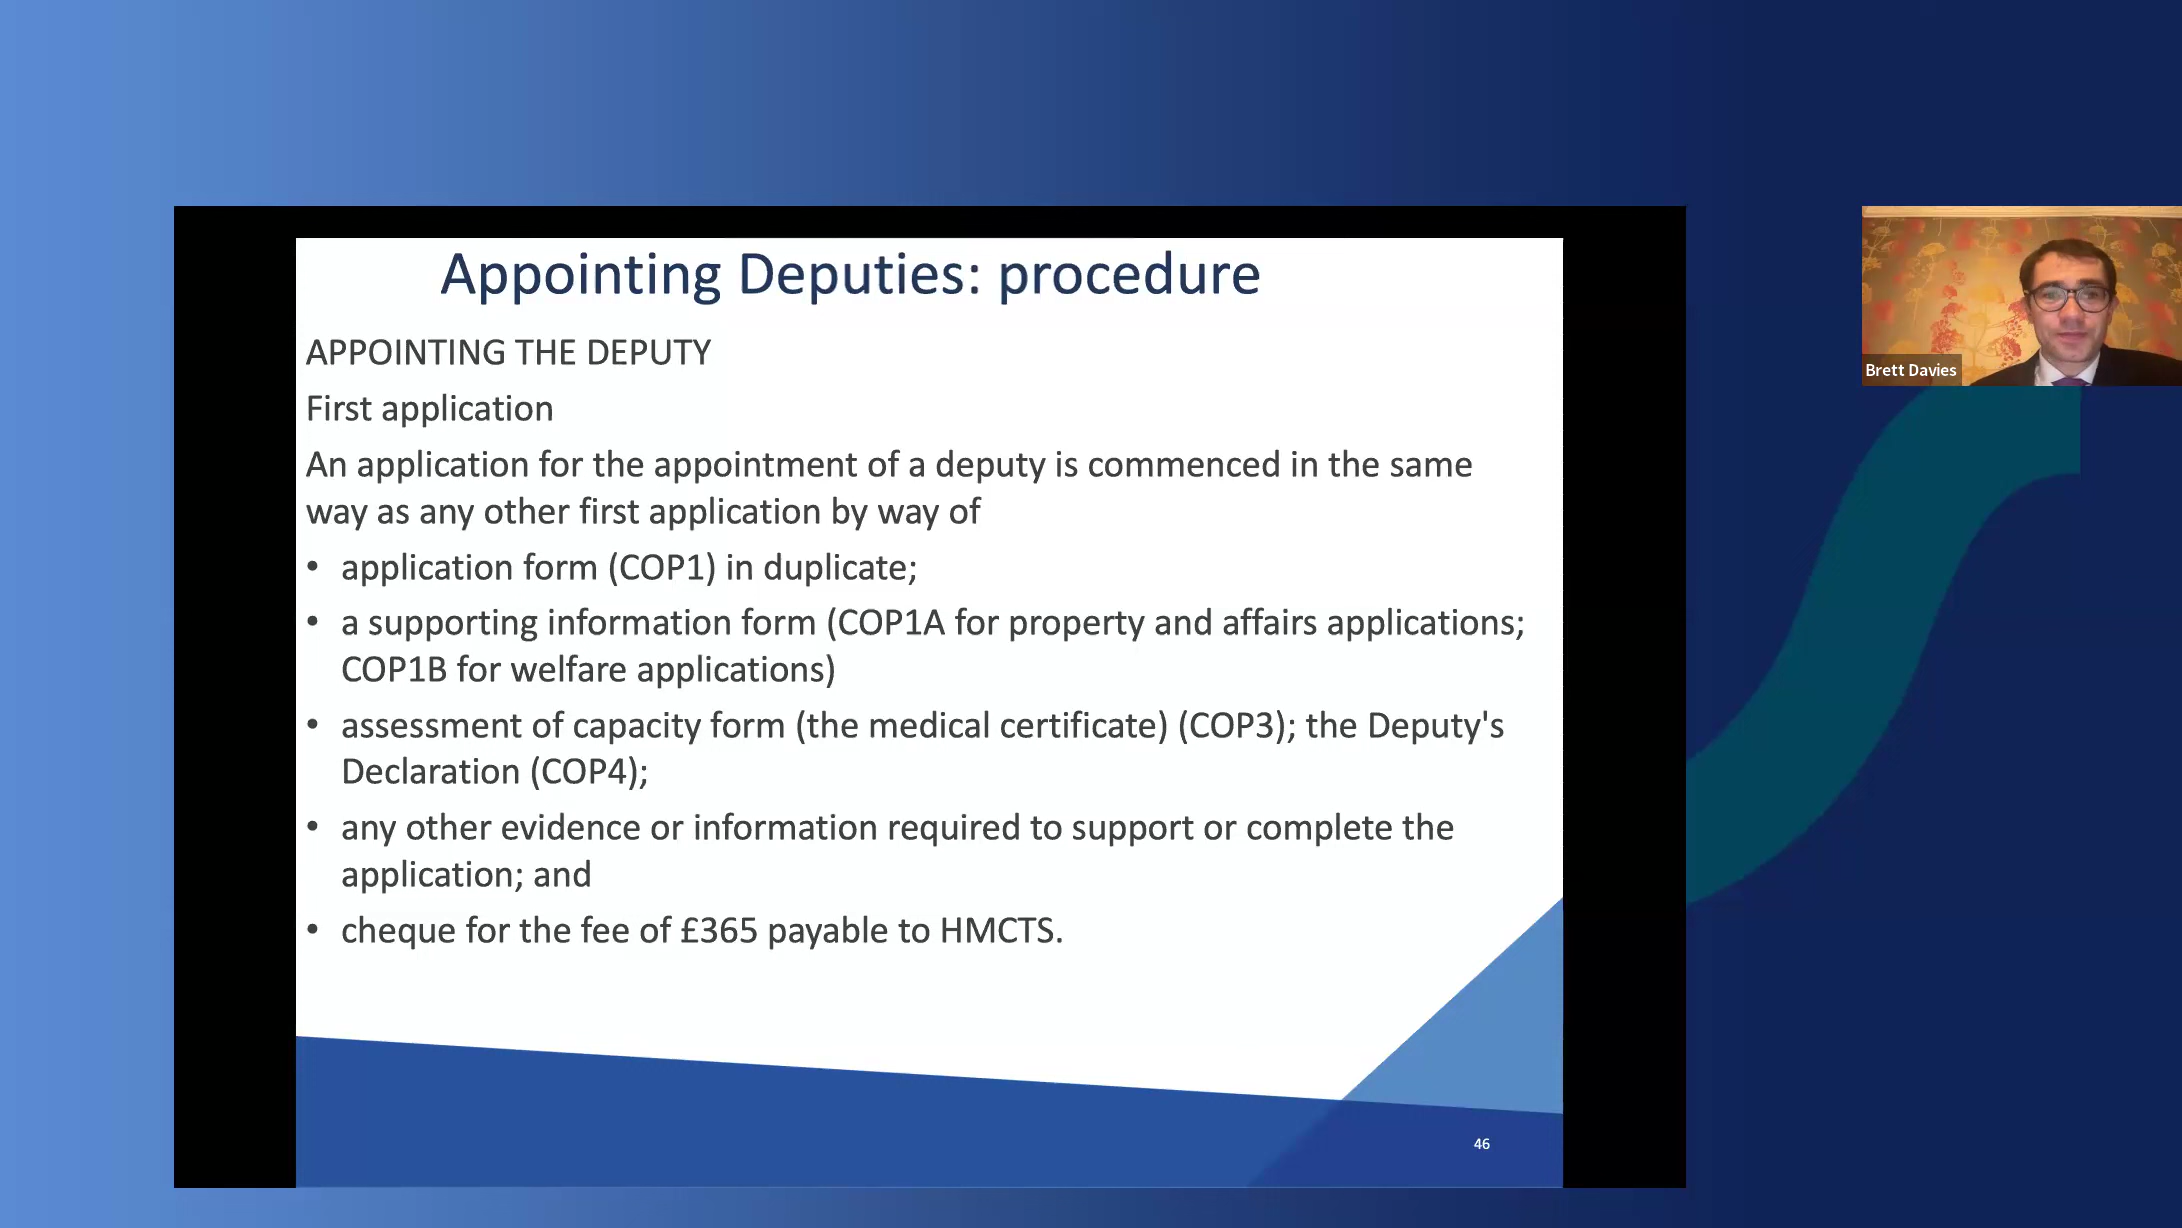 Appointing Deputies: procedure
APPOINTING THE DEPUTY
First application
An application for the appointment of a deputy is commenced in the same
way as any other first application by way of
• application form (COP1) in duplicate;
• a supporting information form (COP1A for property and affairs applications;
COP1B for welfare applications)
• assessment of capacity form (the medical certificate) (COP3); the Deputy's
Declaration (COP4);
• any other evidence or information required to support or complete the
application; and
• cheque for the fee of £365 payable to HMCTS.
46
Brett Davies